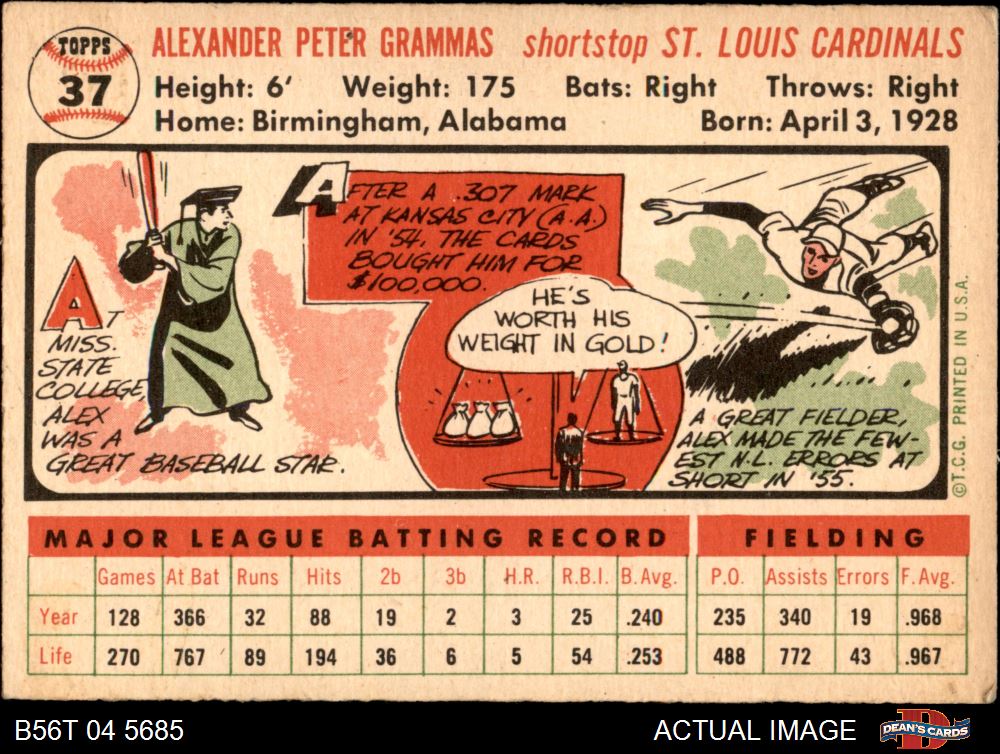 TOPPS
37
ALEXANDER PETER GRAMMAS shortstop ST. LOUIS CARDINALS
Height: 6' Weight: 175 Bats: Right Throws: Right
Home: Birmingham, Alabama Born: April 3, 1928
AT
MISS.
STATE
COLLEGE,
ALEX
WAS A
GREAT BASEBALL STAR.
AFTER A .307 MARK
AT KANSAS CITY (A.A.)
IN '54, THE CARDS
BOUGHT HIM FOR
$100,000.
HE'S
WORTH HIS
WEIGHT IN GOLD!
A GREAT FIELDER,
ALEX MADE THE FEW-
EST N.L. ERRORS AT
SHORT IN '55.
©T.C.G. PRINTED IN U.S.A.
MAJOR LEAGUE BATTING RECORD FIELDING
Games At Bat Runs Hits 2b 3b H.R. R.B.I. B.Avg. P.O. Assists Errors F.Avg.
Year 128 366 32 88 19 2 3 25 .240 235 340 19 .968
Life 270 767 89 194 36 6 5 54 .253 488 772 43 .967
B56T 04 5685 ACTUAL IMAGE DEAN'S CARDS